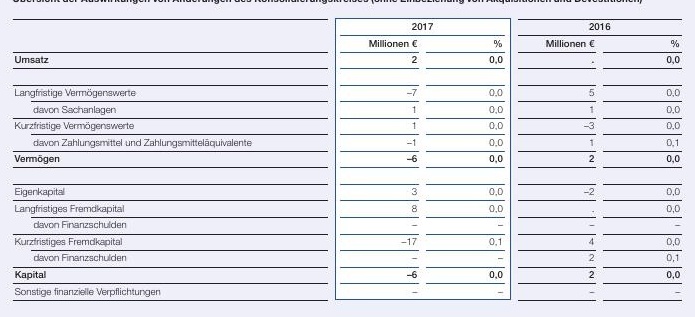 Übersicht der Auswirkungen von Änderungen des Konsolidierungskreises (ohne Einbeziehung von Akquisitionen und Devestitionen)
2017 2016
Millionen € % Millionen € %
Umsatz 2 0,0 . 0,0
Langfristige Vermögenswerte –7 0,0 5 0,0
davon Sachanlagen 1 0,0 1 0,0
Kurzfristige Vermögenswerte 1 0,0 –3 0,0
davon Zahlungsmittel und Zahlungsmitteläquivalente –1 0,0 1 0,1
Vermögen –6 0,0 2 0,0
Eigenkapital 3 0,0 –2 0,0
Langfristiges Fremdkapital 8 0,0 . 0,0
davon Finanzschulden – – – –
Kurzfristiges Fremdkapital –17 0,1 4 0,0
davon Finanzschulden – – 2 0,1
Kapital –6 0,0 2 0,0
Sonstige finanzielle Verpflichtungen – – – –